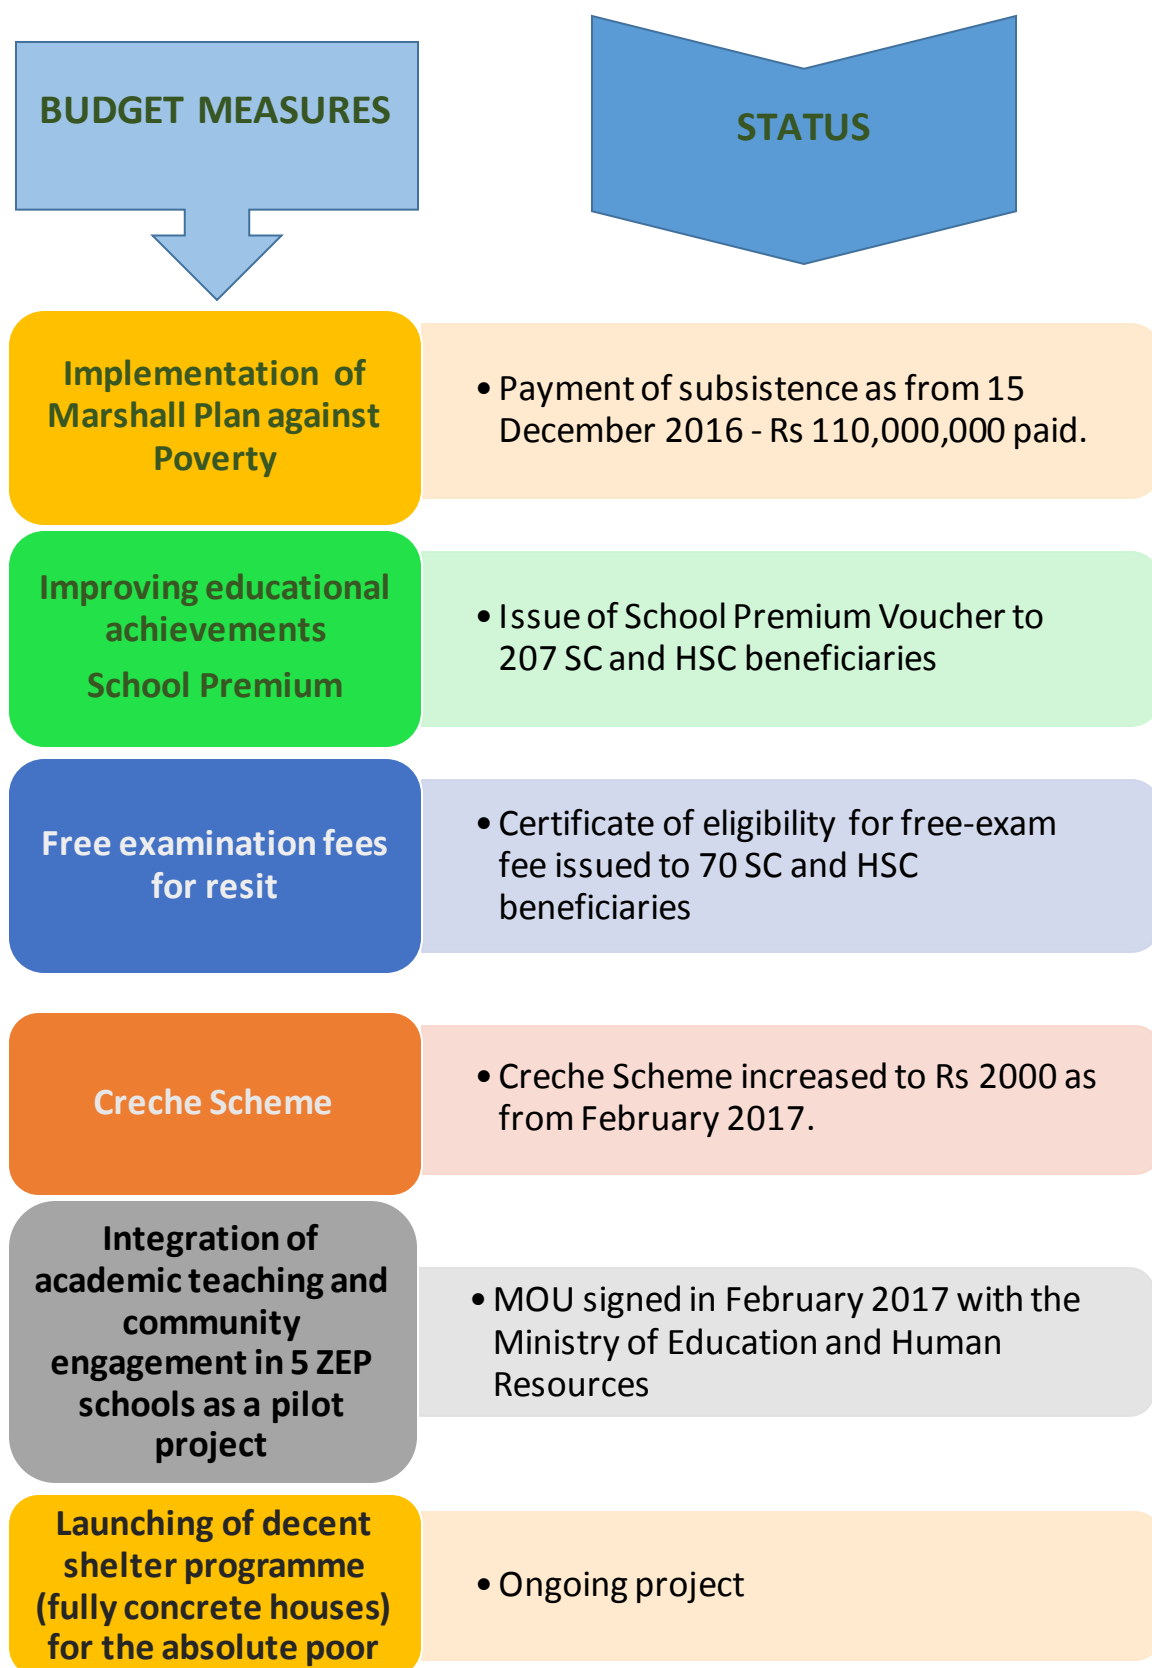 BUDGET MEASURES
STATUS
Implementation of
Marshall Plan against
Poverty
• Payment of subsistence as from 15
December 2016 - Rs 110,000,000 paid.
Improving educational
achievements
School Premium
• Issue of School Premium Voucher to
207 SC and HSC beneficiaries
Free examination fees
for resit
• Certificate of eligibility for free-exam
fee issued to 70 SC and HSC
beneficiaries
Creche Scheme
• Creche Scheme increased to Rs 2000 as
from February 2017.
Integration of
academic teaching and
community
engagement in 5 ZEP
schools as a pilot
project
• MOU signed in February 2017 with the
Ministry of Education and Human
Resources
Launching of decent
shelter programme
(fully concrete houses)
for the absolute poor
• Ongoing project